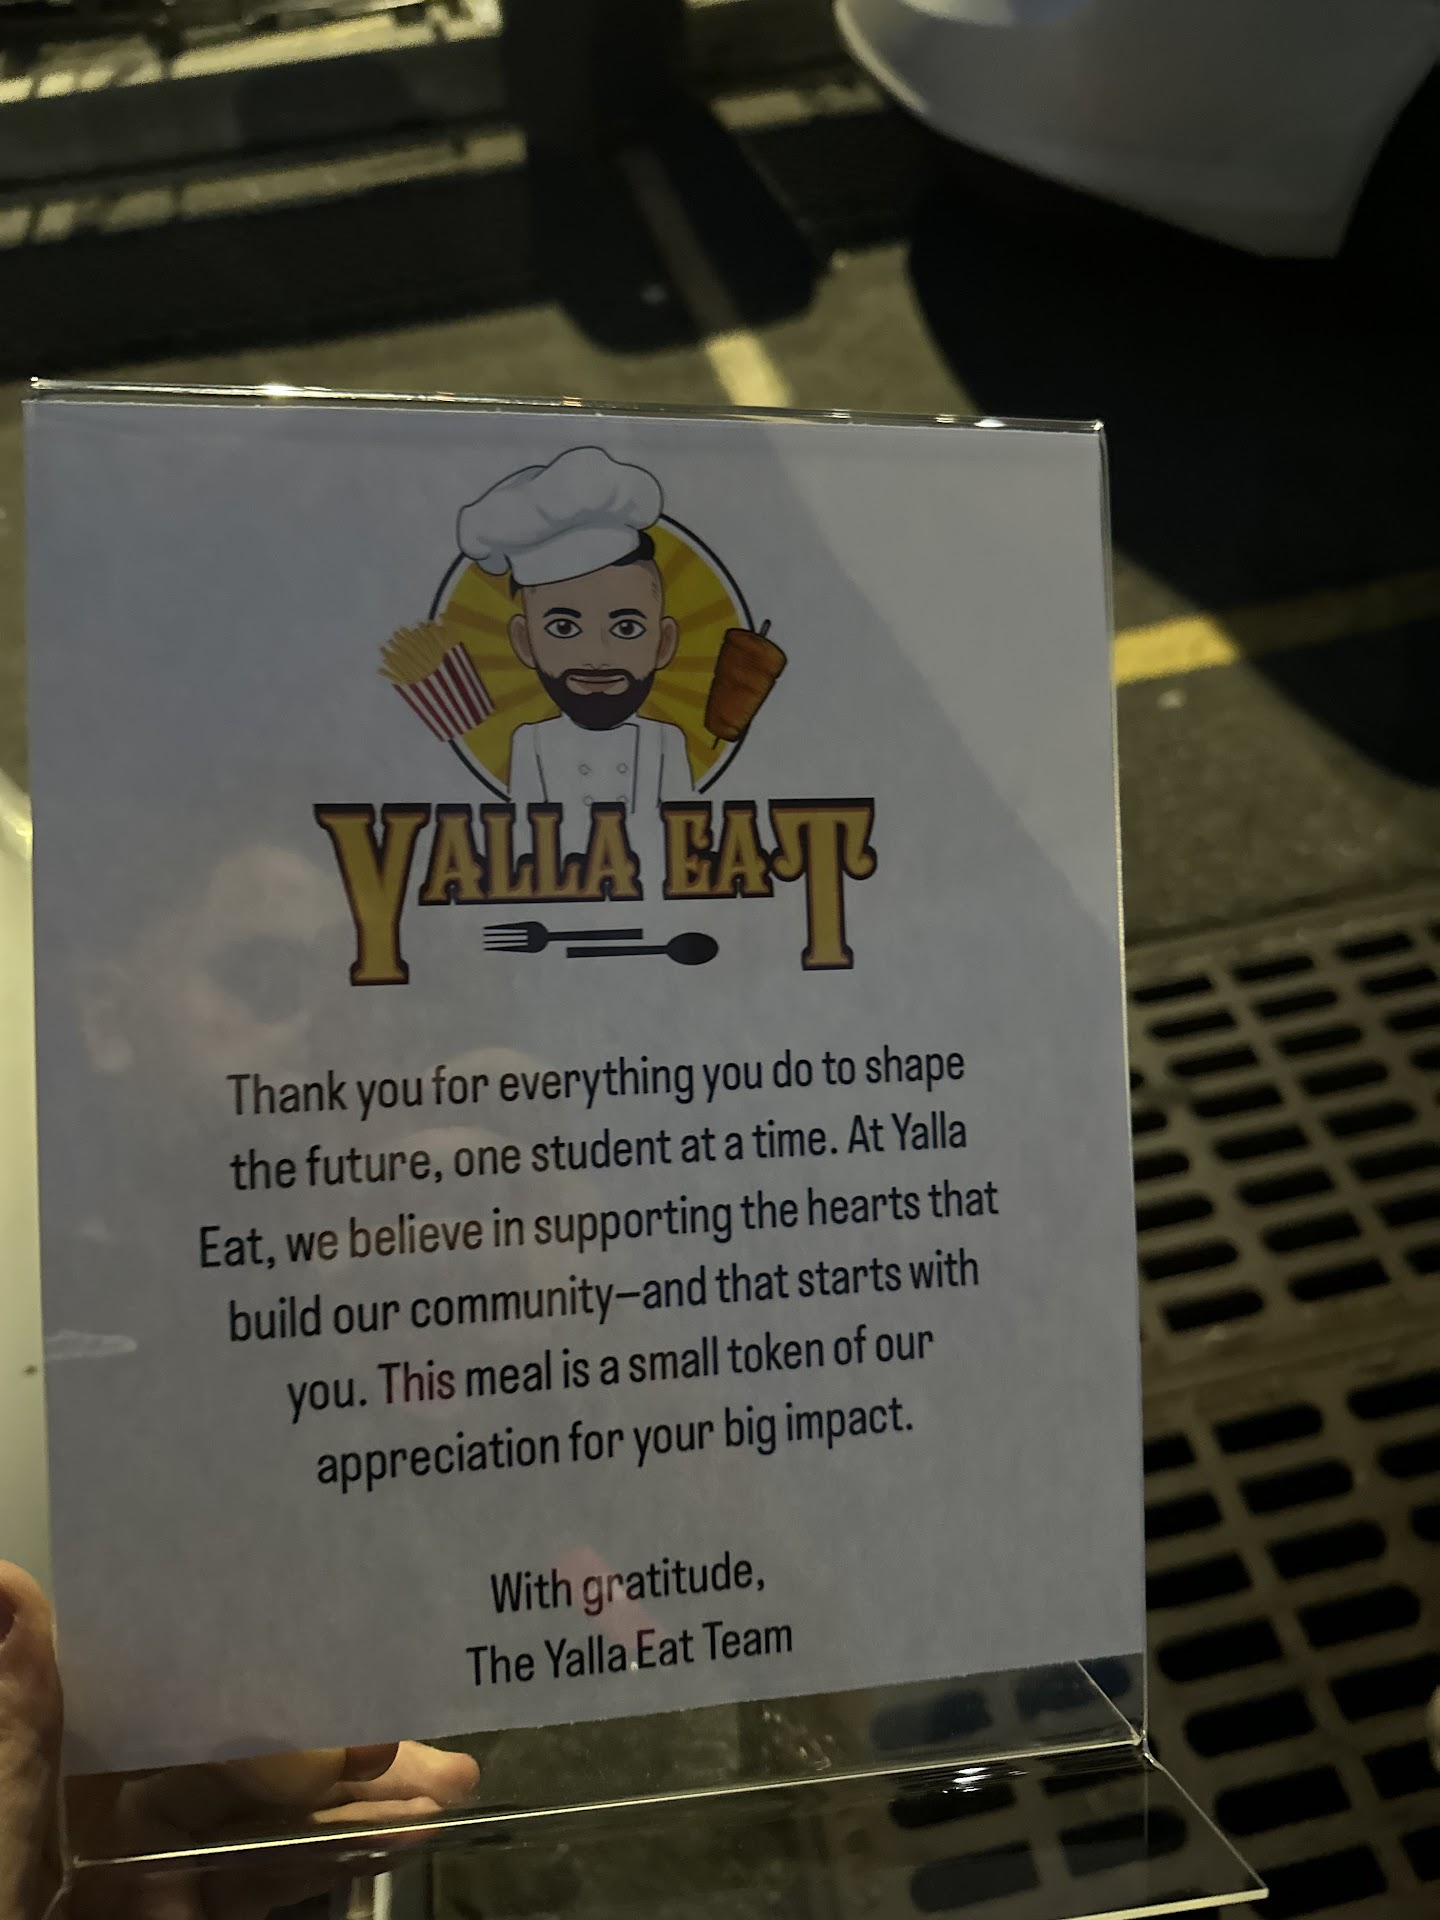 YALLA EAT
Thank you for everything you do to shape
the future, one student at a time. At Yalla
Eat, we believe in supporting the hearts that
build our community—and that starts with
you. This meal is a small token of our
appreciation for your big impact.
With gratitude,
The Yalla Eat Team